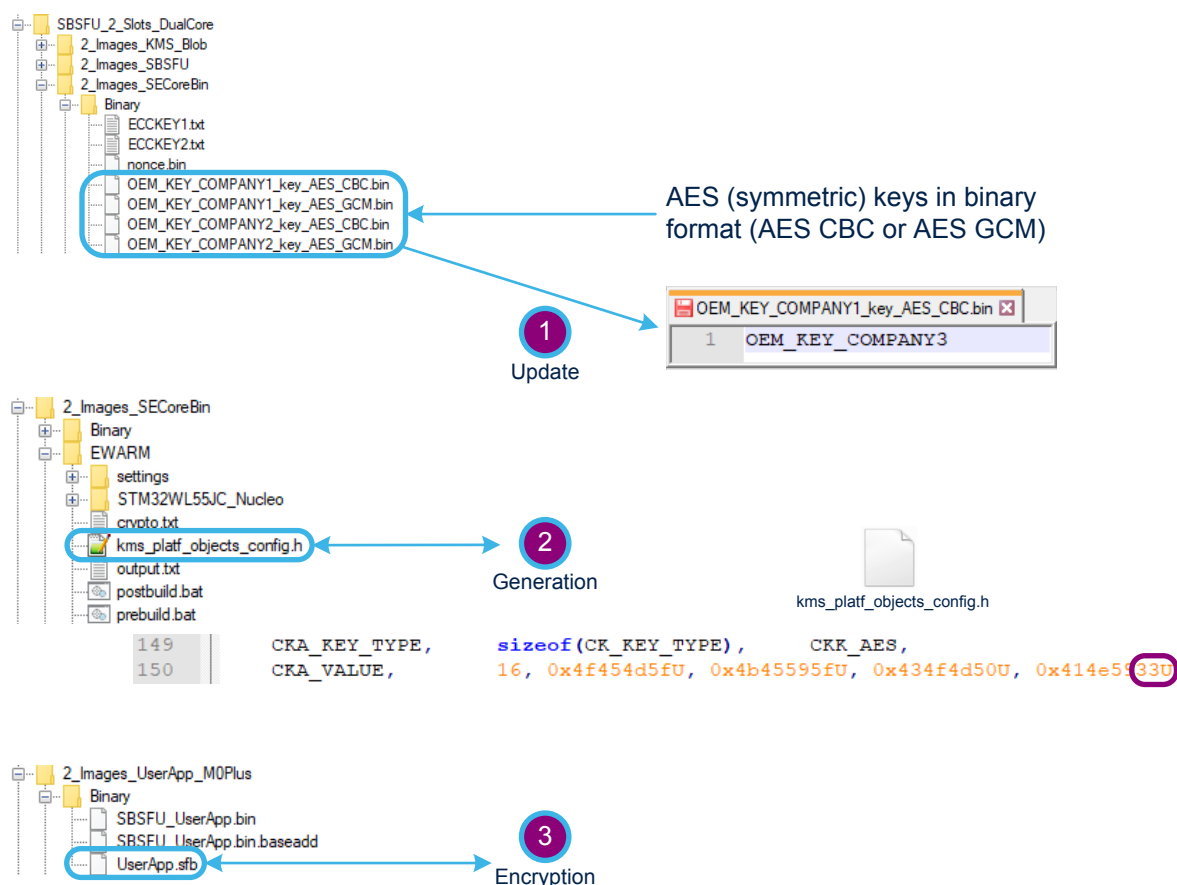 SBSFU_2_Slots_DualCore
2_Images_KMS_Blob
2_Images_SBSFU
2_Images_SECoreBin
Binary
ECCKEY1.txt
ECCKEY2.txt
nonce.bin
OEM_KEY_COMPANY1_key_AES_CBC.bin
OEM_KEY_COMPANY1_key_AES_GCM.bin
OEM_KEY_COMPANY2_key_AES_CBC.bin
OEM_KEY_COMPANY2_key_AES_GCM.bin
AES (symmetric) keys in binary
format (AES CBC or AES GCM)
1
Update
OEM_KEY_COMPANY1_key_AES_CBC.bin
1 OEM_KEY_COMPANY3
2_Images_SECoreBin
Binary
EWARM
settings
STM32WL55JC_Nucleo
crypto.txt
kms_platf_objects_config.h
output.txt
postbuild.bat
prebuild.bat
2
Generation
kms_platf_objects_config.h
149 CKA_KEY_TYPE, sizeof(CK_KEY_TYPE), CKK_AES,
150 CKA_VALUE, 16, 0x4f454d5fU, 0x4b45595fU, 0x434f4d50U, 0x414e5933U
2_Images_UserApp_M0Plus
Binary
SBSFU_UserApp.bin
SBSFU_UserApp.bin.baseadd
UserApp.sfb
3
Encryption